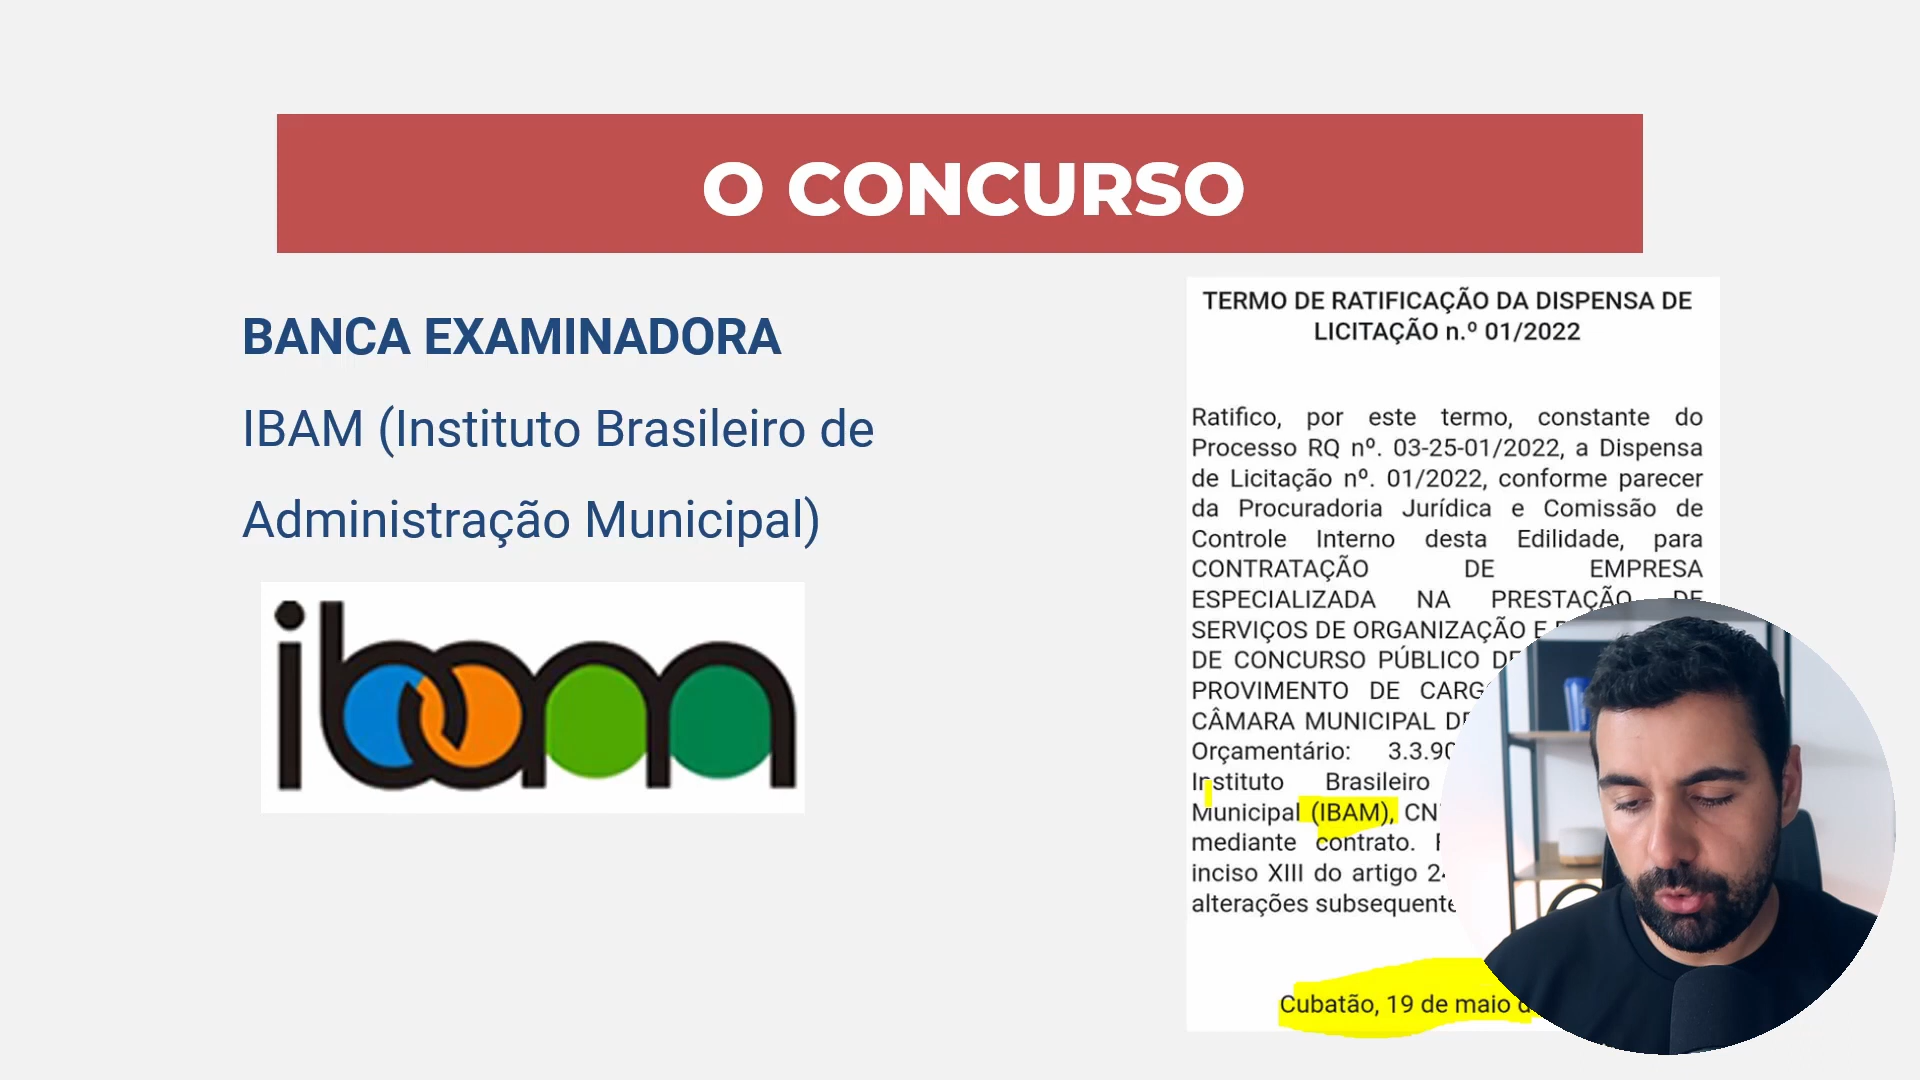 O CONCURSO
BANCA EXAMINADORA
IBAM (Instituto Brasileiro de
Administração Municipal)
ibam
TERMO DE RATIFICAÇÃO DA DISPENSA DE
LICITAÇÃO n.º 01/2022
Ratifico, por este termo, constante do
Processo RQ nº. 03-25-01/2022, a Dispensa
de Licitação nº. 01/2022, conforme parecer
da Procuradoria Jurídica e Comissão de
Controle Interno desta Edilidade, para
CONTRATAÇÃO DE EMPRESA
ESPECIALIZADA NA PRESTAÇÃO DE
SERVIÇOS DE ORGANIZAÇÃO E
DE CONCURSO PÚBLICO
PROVIMENTO DE
CÂMARA MUNICIPAL
Orçamentário: 3.3.90
Instituto Brasileiro
Municipal (IBAM),
mediante contrato.
inciso XIII do artigo
alterações
Cubatão, 19 de maio